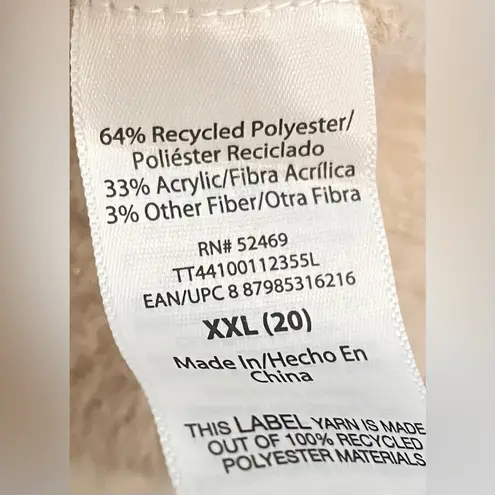 64% Recycled Polyester/
Poliéster Reciclado
33% Acrylic/Fibra Acrílica
3% Other Fiber/Otra Fibra
RN# 52469
TT44100112355L
EAN/UPC 8 87985316216
XXL (20)
Made In/Hecho En
China
THIS LABEL YARN IS MADE
OUT OF 100% RECYCLED
POLYESTER MATERIALS